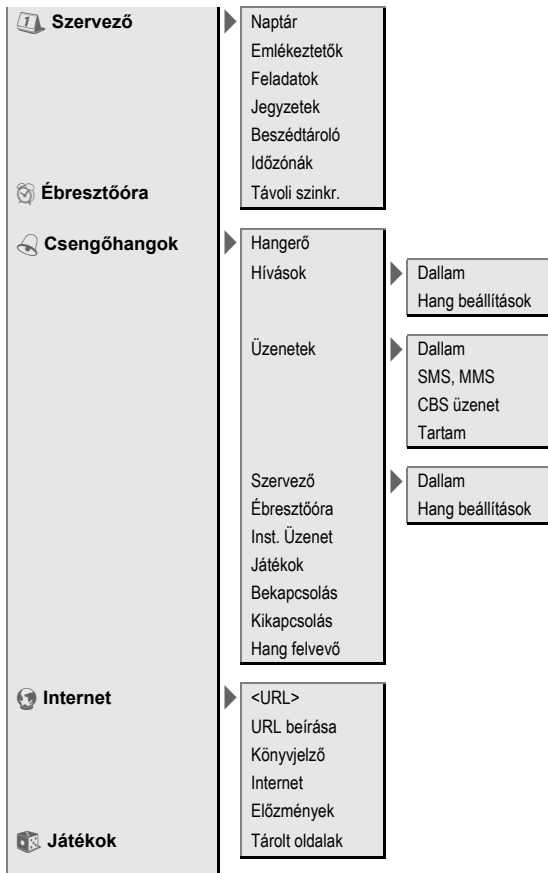 Szervező
Naptár
Emlékeztetők
Feladatok
Jegyzetek
Beszédtároló
Időzónák
Távoli szinkr.
Ébresztőóra
Csengőhangok
Hangerő
Hívások
Dallam
Hang beállítások
Üzenetek
Dallam
SMS, MMS
CBS üzenet
Tartam
Szervező
Dallam
Hang beállítások
Ébresztőóra
Inst. Üzenet
Játékok
Bekapcsolás
Kikapcsolás
Hang felvevő
Internet
<URL>
URL beírása
Könyvjelző
Internet
Előzmények
Tárolt oldalak
Játékok